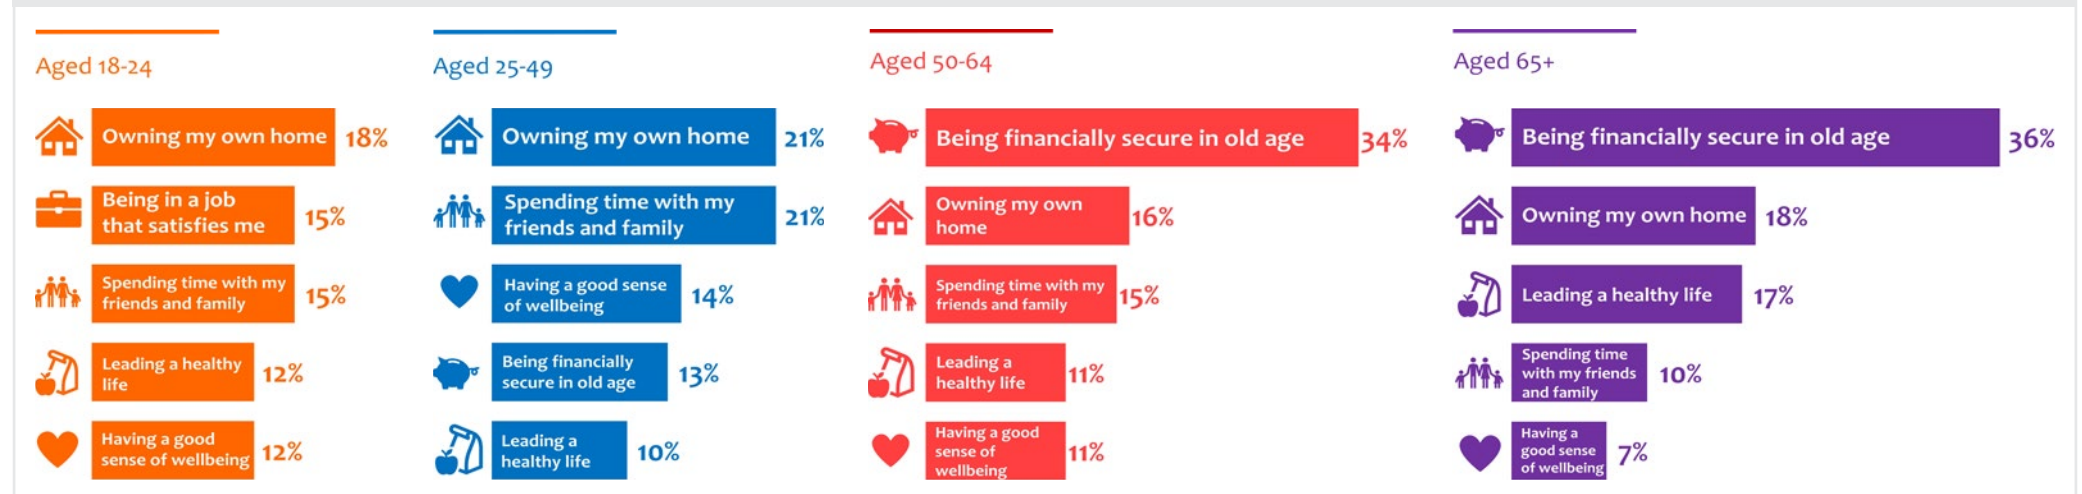 Aged 18-24
Owning my own home 18%
Being in a job
that satisfies me 15%
Spending time with my
friends and family 15%
Leading a healthy
life 12%
Having a good
sense of wellbeing 12%
Aged 25-49
Owning my own home 21%
Spending time with my
friends and family 21%
Having a good sense
of wellbeing 14%
Being financially
secure in old age 13%
Leading a
healthy life 10%
Aged 50-64
Being financially secure in old age 34%
Owning my own
home 16%
Spending time with my
friends and family 15%
Leading a
healthy life 11%
Having a good
sense of
wellbeing 11%
Aged 65+
Being financially secure in old age 36%
Owning my own home 18%
Leading a healthy life 17%
Spending time
with my friends
and family 10%
Having a
good sense
of wellbeing 7%